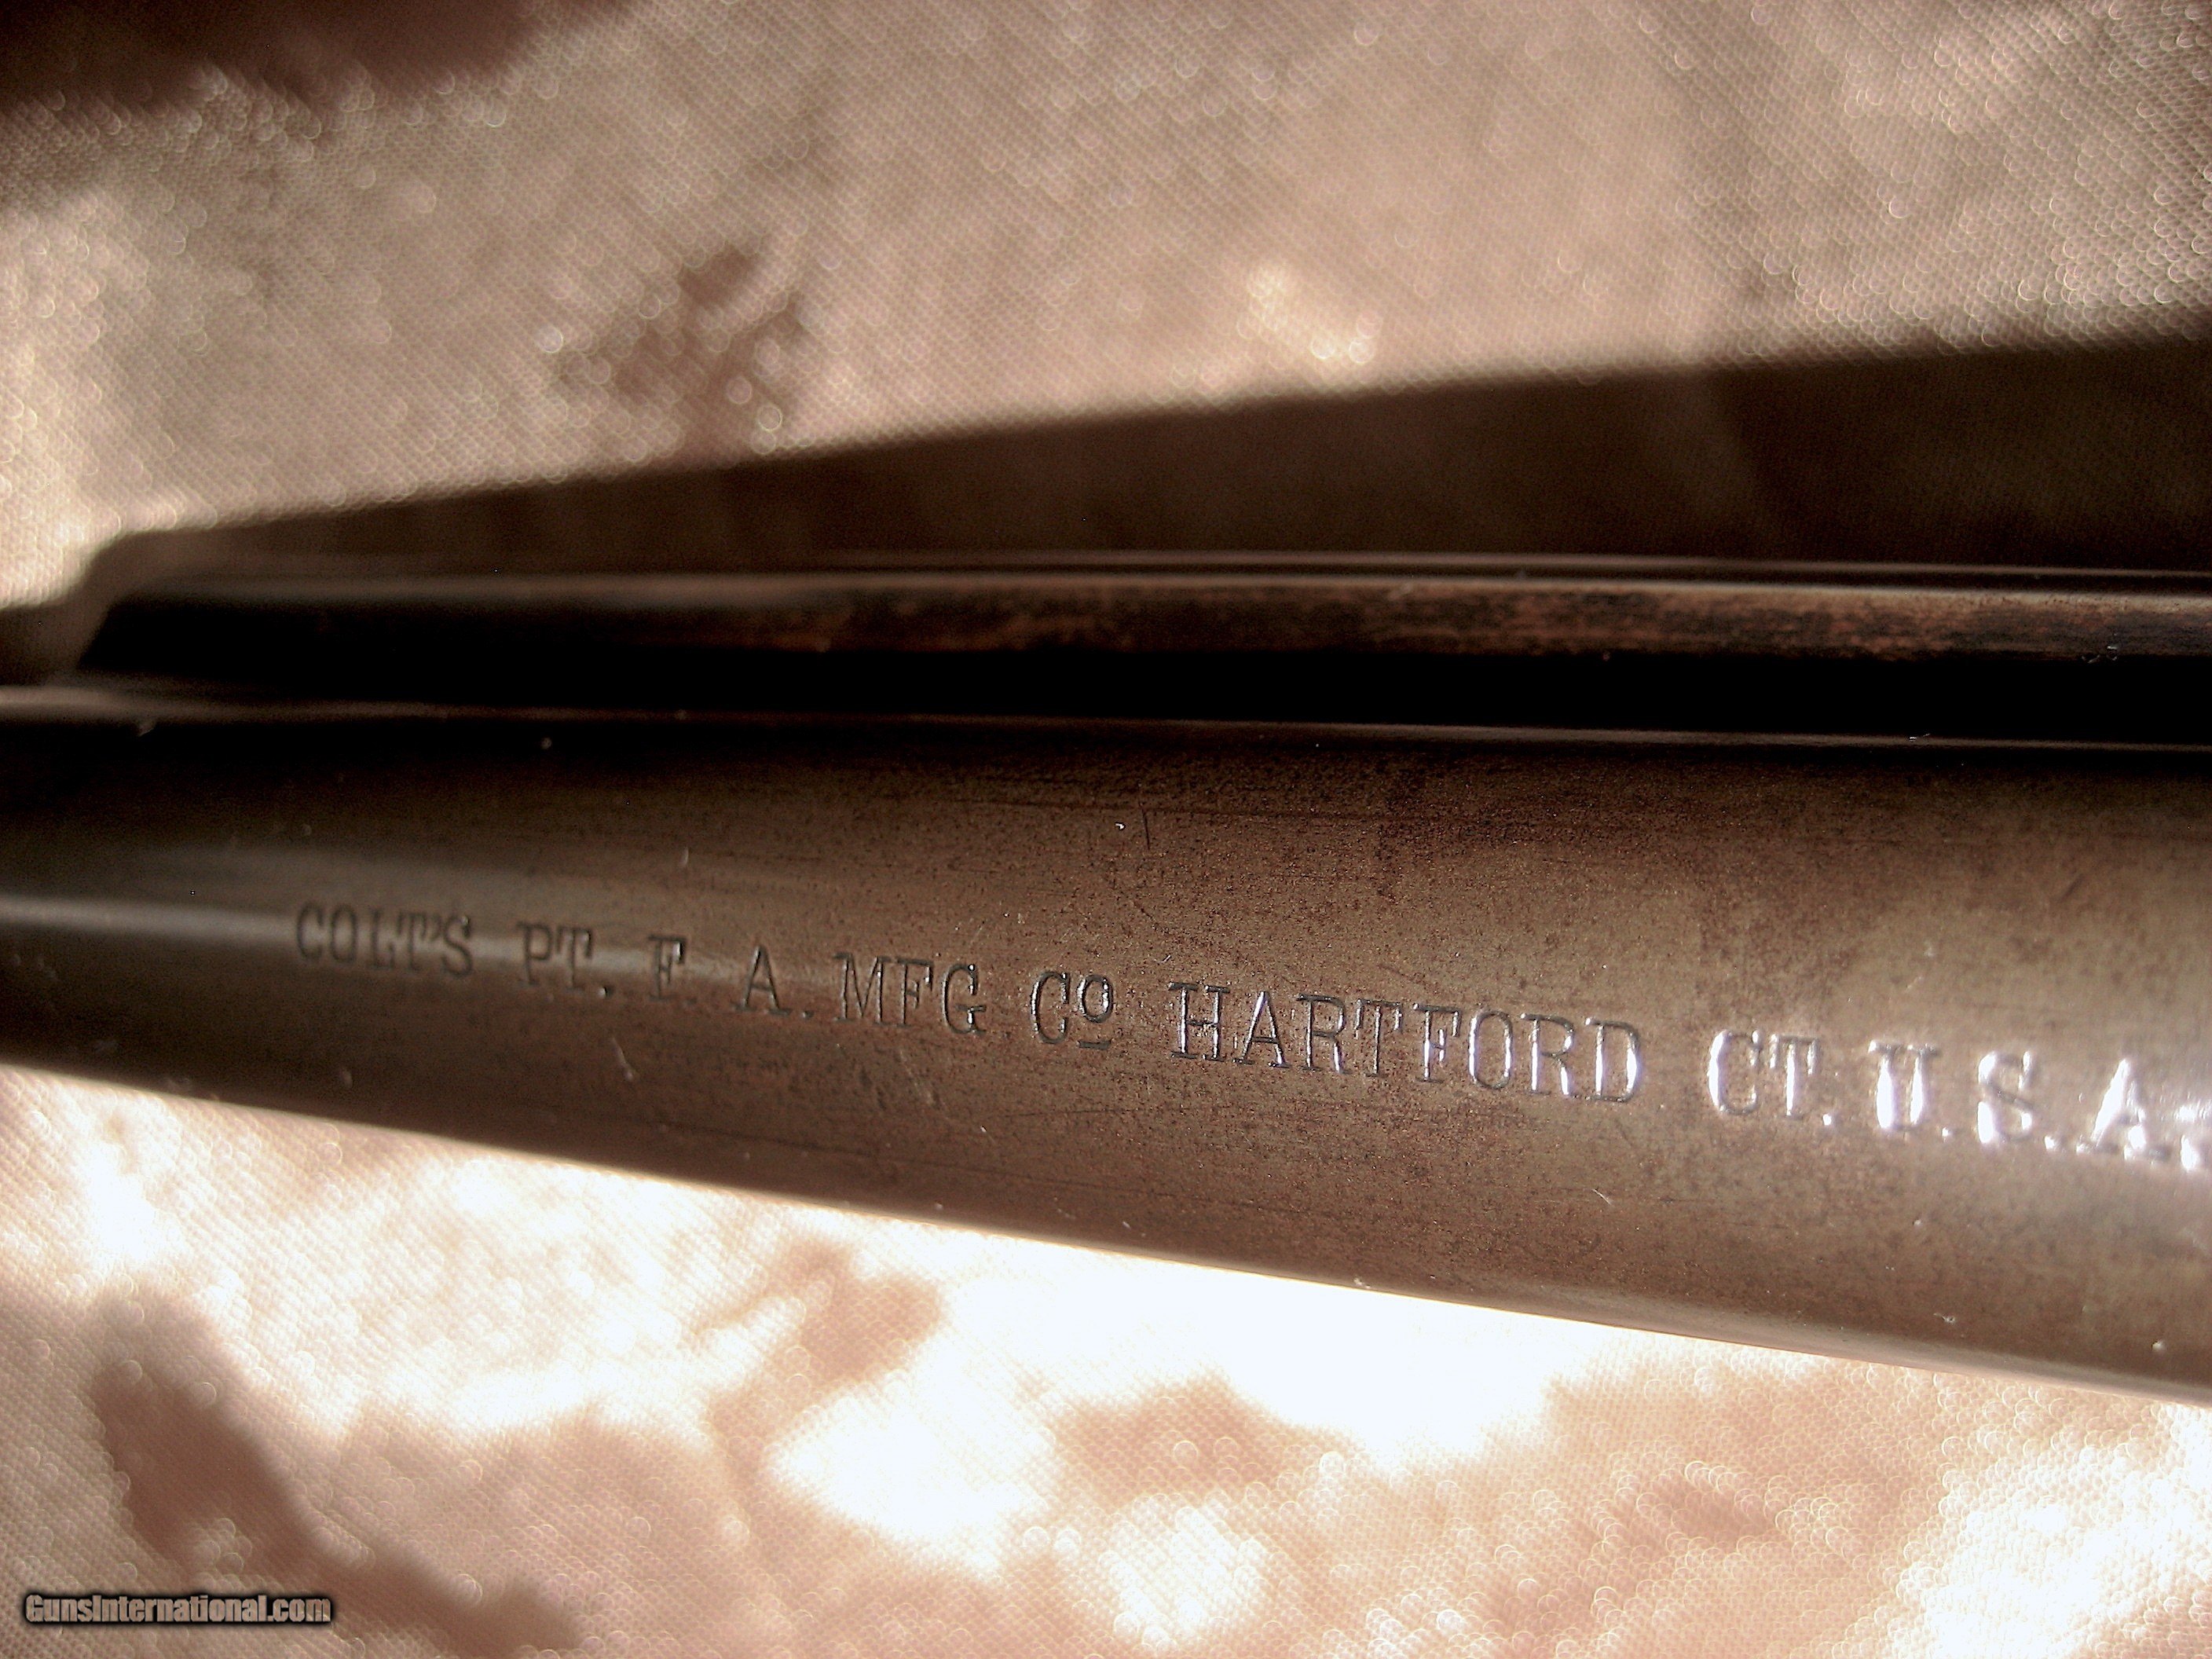 COLT'S PT. F. A. MFG. Co HARTFORD CT. U.S.A.
GunsInternational.com